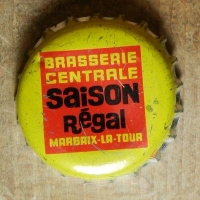 BRASSERIE
CENTRALE
SAISON
Régal
MARBAIX-LA-TOUR